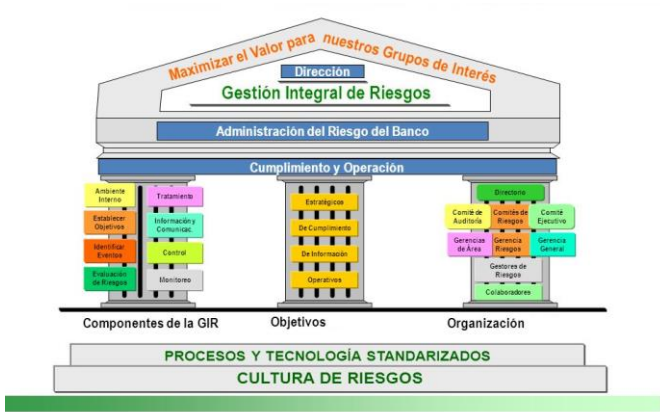 Maximizar el Valor para nuestros Grupos de Interés
Dirección
Gestión Integral de Riesgos
Administración del Riesgo del Banco
Cumplimiento y Operación
Ambiente
Interno
Tratamiento
Establecer
Objetivos
Información y
Comunicac.
Identificar
Eventos
Control
Evaluación
de Riesgos
Monitoreo
Estratégicos
De Cumplimiento
De Información
Operativos
Directorio
Comité de
Auditoría
Comités de
Riesgos
Comité
Ejecutivo
Gerencias
de Área
Gerencia
Riesgos
Gerencia
General
Gestores de
Riesgos
Colaboradores
Componentes de la GIR
Objetivos
Organización
PROCESOS Y TECNOLOGÍA STANDARIZADOS
CULTURA DE RIESGOS